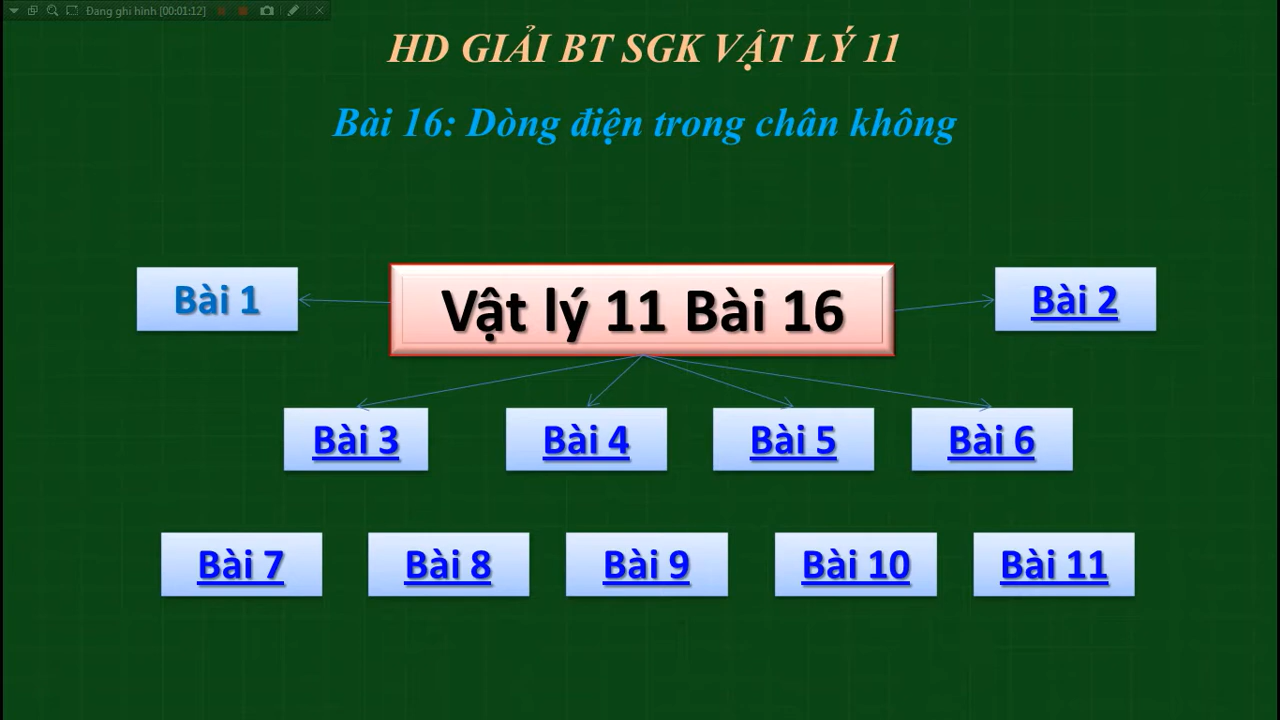 Đang ghi hình [00:01:12]
HD GIẢI BT SGK VẬT LÝ 11
Bài 16: Dòng điện trong chân không
Bài 1
Vật lý 11 Bài 16
Bài 2
Bài 3
Bài 4
Bài 5
Bài 6
Bài 7
Bài 8
Bài 9
Bài 10
Bài 11